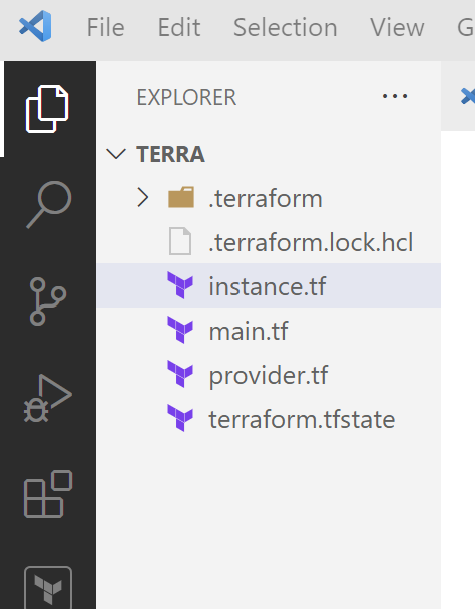 File Edit Selection View G
EXPLORER ...
TERRA
.terraform
.terraform.lock.hcl
instance.tf
main.tf
provider.tf
terraform.tfstate